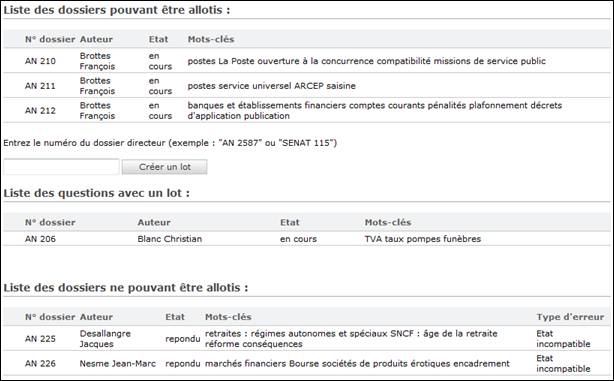 Liste des dossiers pouvant être allotis :
N° dossier Auteur Etat Mots-clés
AN 210 Brottes François en cours postes La Poste ouverture à la concurrence compatibilité missions de service public
AN 211 Brottes François en cours postes service universel ARCEP saisine
AN 212 Brottes François en cours banques et établissements financiers comptes courants pénalités plafonnement décrets d'application publication
Entrez le numéro du dossier directeur (exemple : "AN 2587" ou "SENAT 115")
Créer un lot
Liste des questions avec un lot :
N° dossier Auteur Etat Mots-clés
AN 206 Blanc Christian en cours TVA taux pompes funèbres
Liste des dossiers ne pouvant être allotis :
N° dossier Auteur Etat Mots-clés Type d'erreur
AN 225 Desallangre Jacques repondu retraites : régimes autonomes et spéciaux SNCF : âge de la retraite réforme conséquences Etat incompatible
AN 226 Nesme Jean-Marc repondu marchés financiers Bourse sociétés de produits érotiques encadrement Etat incompatible